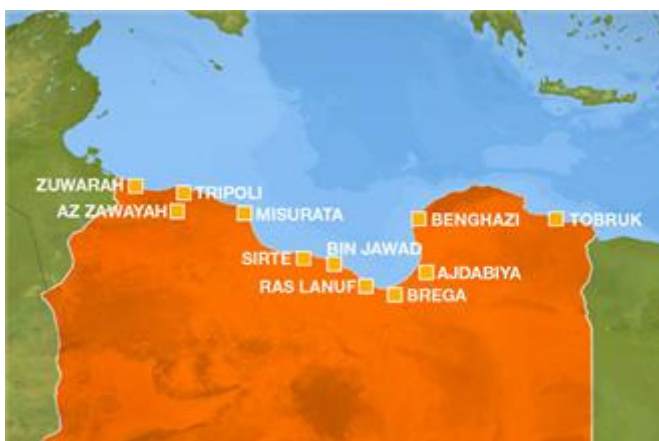 ZUWARAH
TRIPOLI
AZ ZAWAYAH
MISURATA
BENGHAZI
TOBRUK
SIRTE
BIN JAWAD
AJDABIYA
RAS LANUF
BREGA